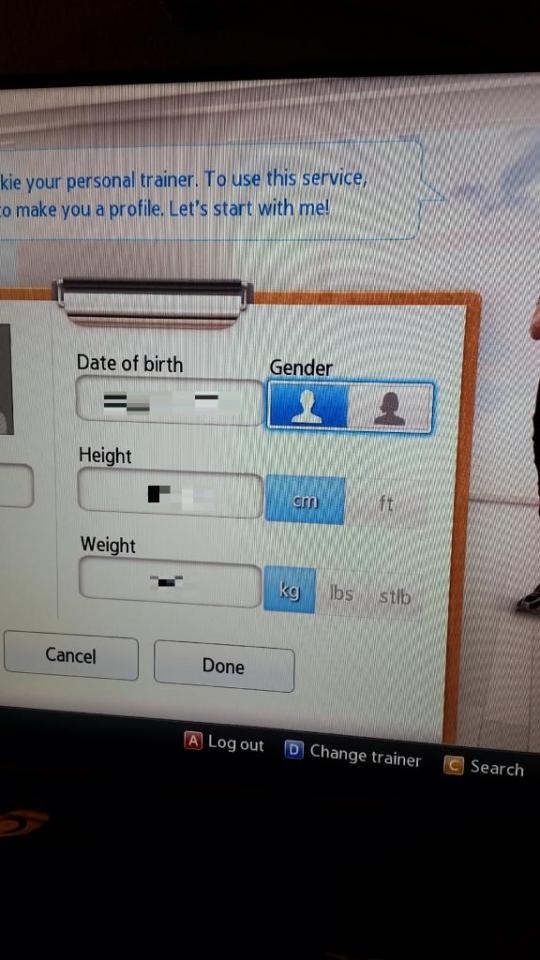 kie your personal trainer. To use this service,
to make you a profile. Let's start with me!
Date of birth
Gender
Height
cm
ft
Weight
kg
lbs
stlb
Cancel
Done
A Log out
D Change trainer
C Search